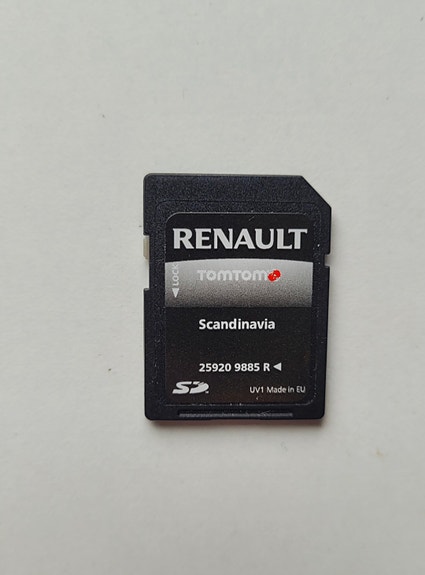 RENAULT
◀LOCK
TOMTOM
Scandinavia
25920 9885 R ◀
SD
UV1 Made in EU